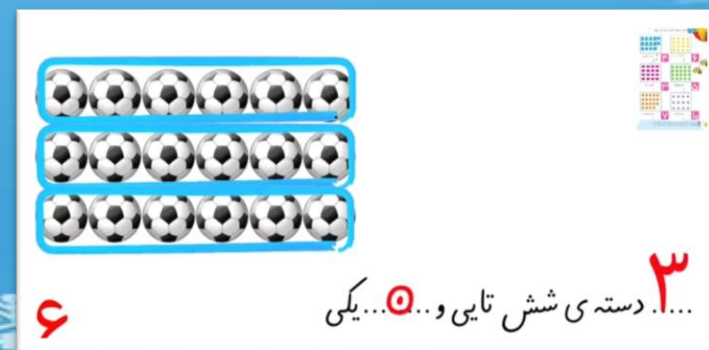 ۳ دسته ی شش تایی و ...۵... یکی
۶